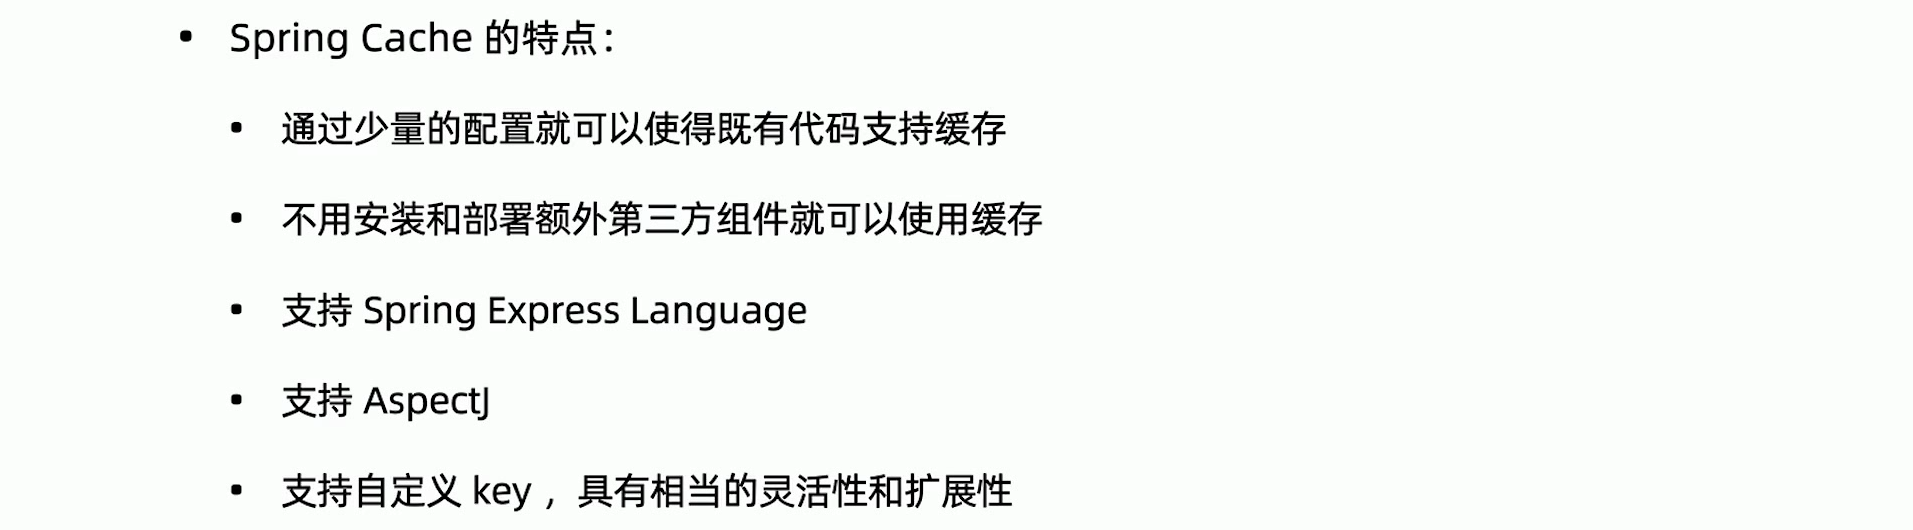 • Spring Cache 的特点：
• 通过少量的配置就可以使得既有代码支持缓存
• 不用安装和部署额外第三方组件就可以使用缓存
• 支持 Spring Express Language
• 支持 AspectJ
• 支持自定义 key ，具有相当的灵活性和扩展性